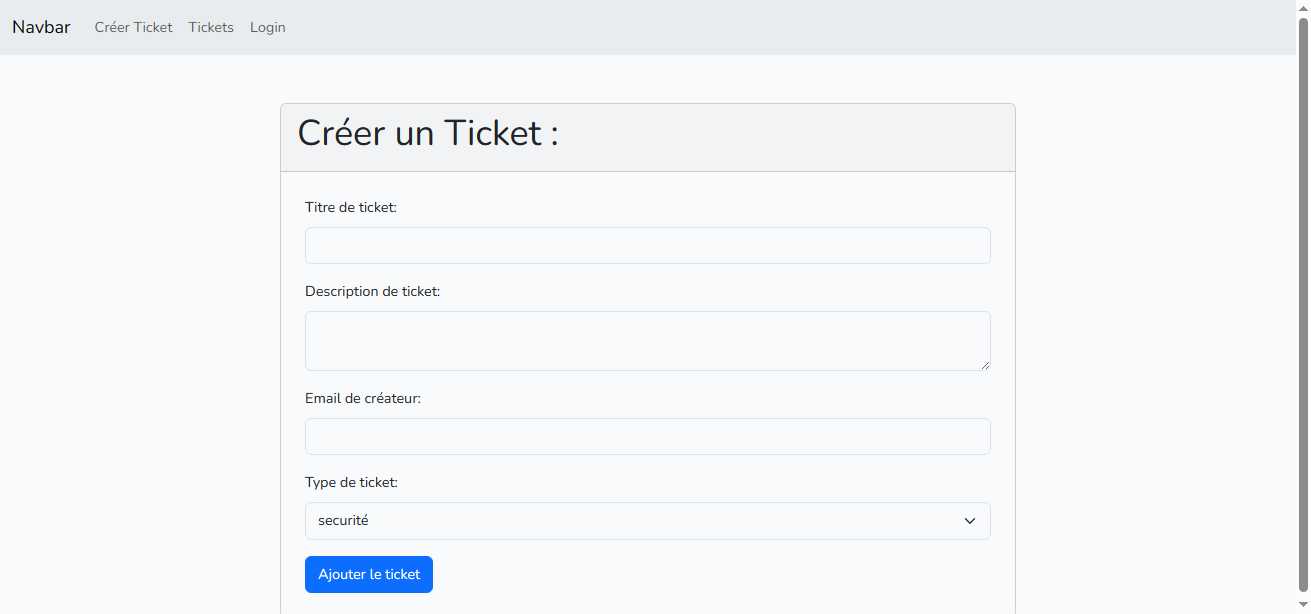 Navbar Créer Ticket Tickets Login
Créer un Ticket :
Titre de ticket:
Description de ticket:
Email de créateur:
Type de ticket:
securité
Ajouter le ticket